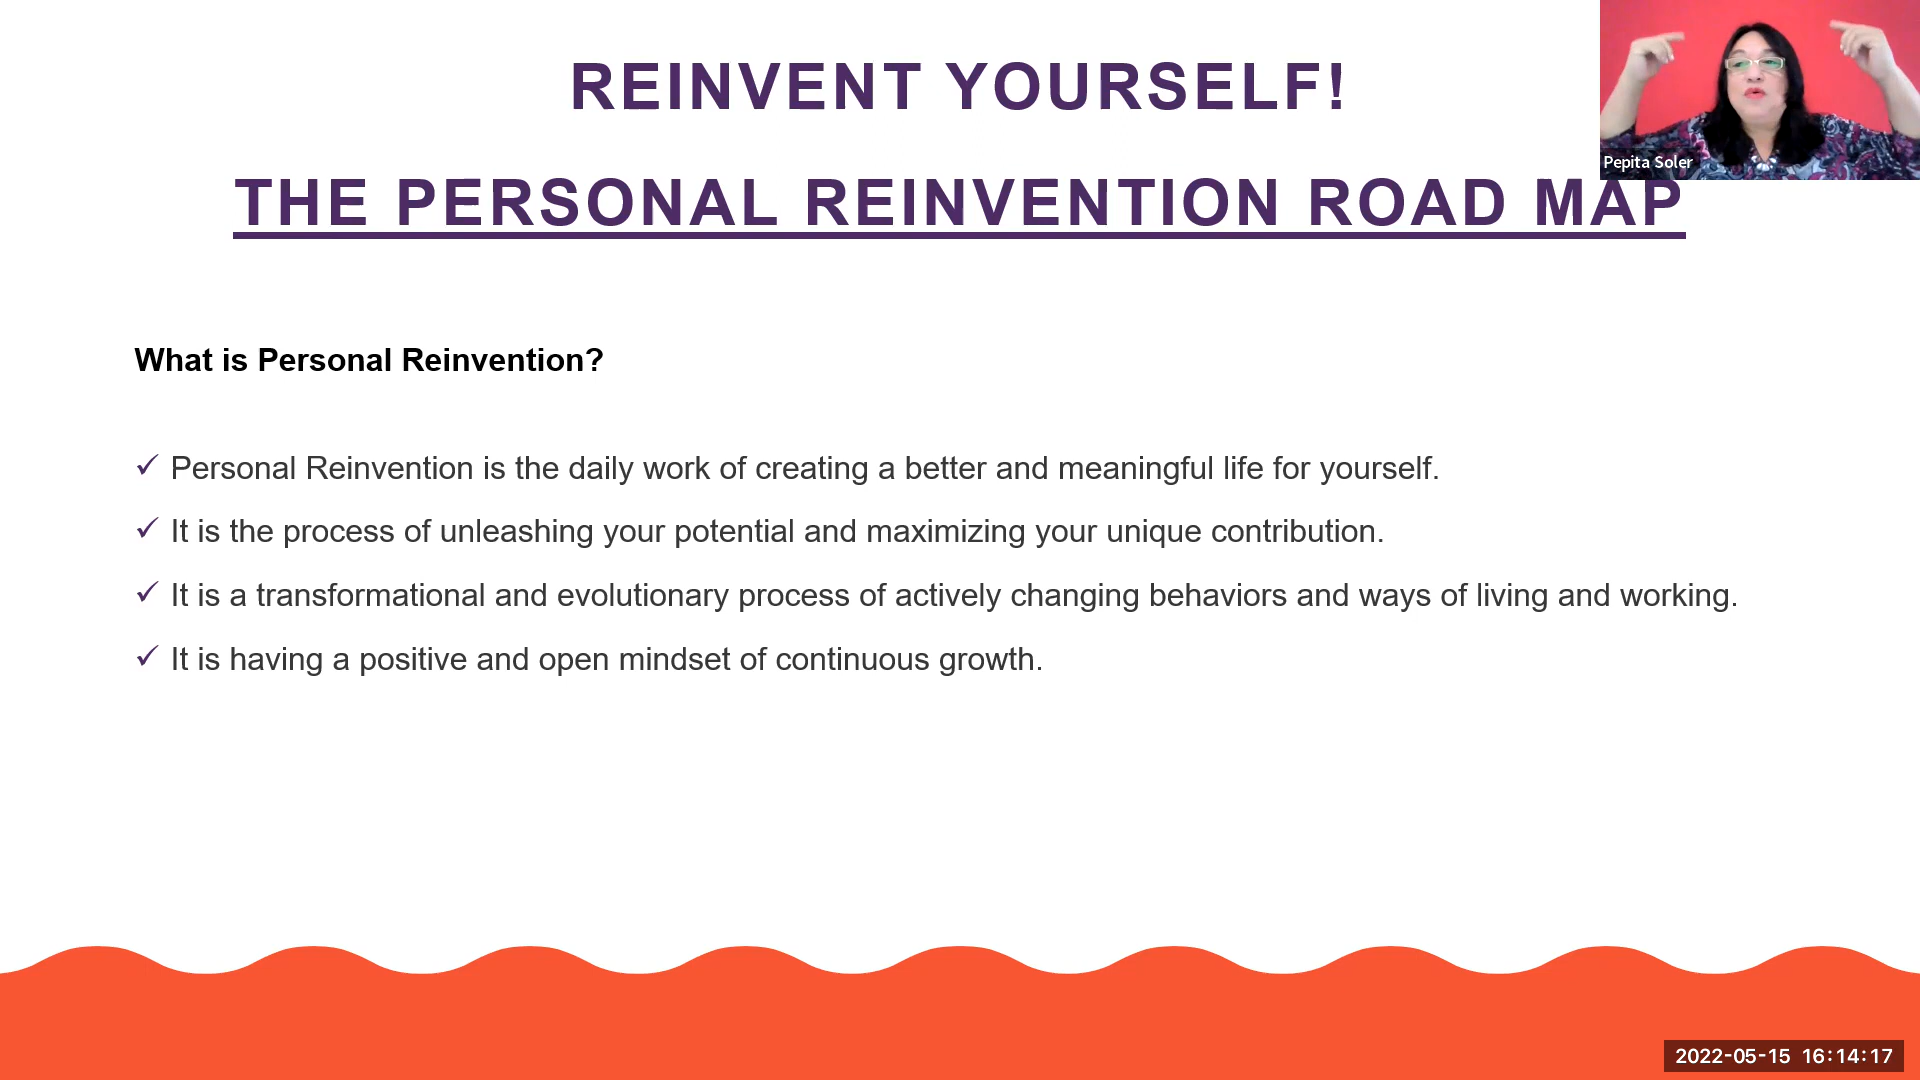 REINVENT YOURSELF!
THE PERSONAL REINVENTION ROAD MAP
Pepita Soler
What is Personal Reinvention?
✓ Personal Reinvention is the daily work of creating a better and meaningful life for yourself.
✓ It is the process of unleashing your potential and maximizing your unique contribution.
✓ It is a transformational and evolutionary process of actively changing behaviors and ways of living and working.
✓ It is having a positive and open mindset of continuous growth.
2022-05-15 16:14:17